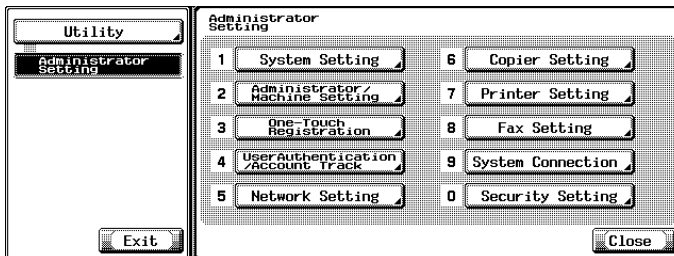 Utility
Administrator
Setting
Exit
Administrator
Setting
1 System Setting
2 Administrator/
Machine Setting
3 One-Touch
Registration
4 UserAuthentication
/Account Track
5 Network Setting
6 Copier Setting
7 Printer Setting
8 Fax Setting
9 System Connection
0 Security Setting
Close